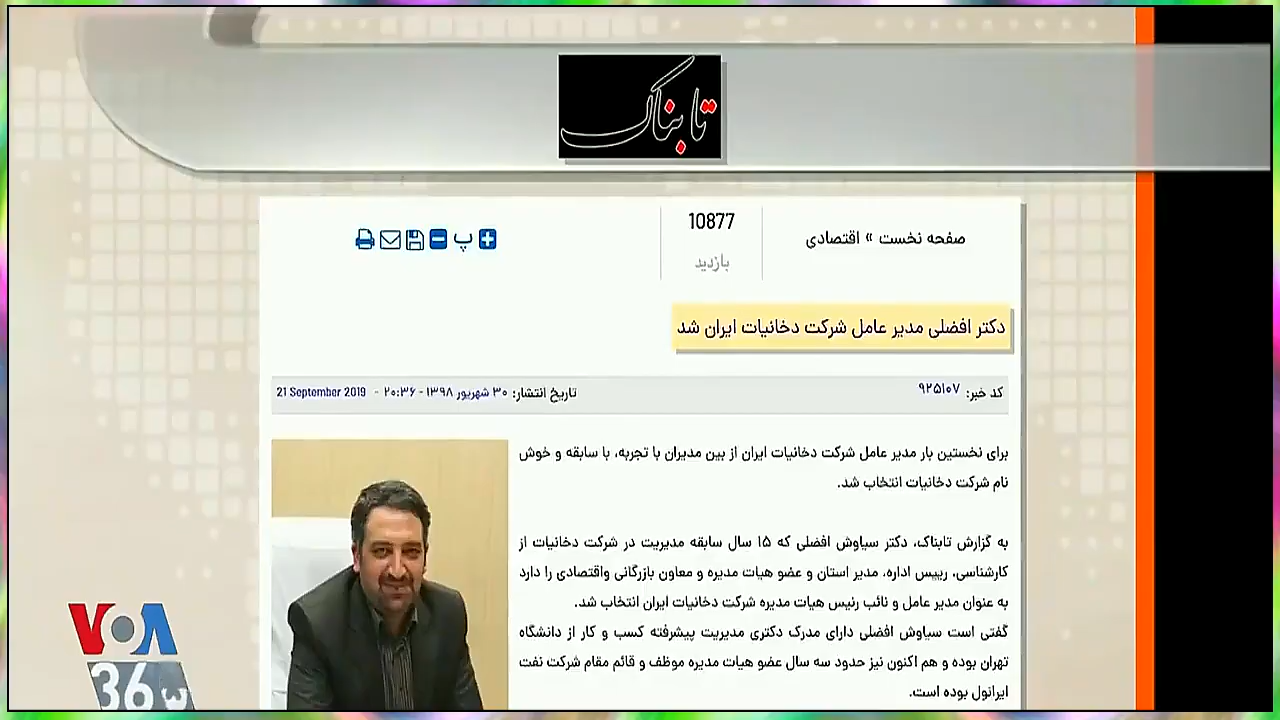 تابناک
صفحه نخست » اقتصادی
10877
بازدید
پ
دکتر افضلی مدیر عامل شرکت دخانیات ایران شد
کد خبر: ۹۲۵۱۰۷
تاریخ انتشار: ۳۰ شهریور ۱۳۹۸ - ۲۰:۳۶ - 21 September 2019
برای نخستین بار مدیر عامل شرکت دخانیات ایران از بین مدیران با تجربه، با سابقه و خوش
نام شرکت دخانیات انتخاب شد.
به گزارش تابناک، دکتر سیاوش افضلی که ۱۵ سال سابقه مدیریت در شرکت دخانیات از
کارشناسی، رییس اداره، مدیر استان و عضو هیات مدیره و معاون بازرگانی واقتصادی را دارد
به عنوان مدیر عامل و نائب رئیس هیات مدیره شرکت دخانیات ایران انتخاب شد.
گفتی است سیاوش افضلی دارای مدرک دکتری مدیریت پیشرفته کسب و کار از دانشگاه
تهران بوده و هم اکنون نیز حدود سه سال عضو هیات مدیره موظف و قائم مقام شرکت نفت
ایرانول بوده است.
VOA
36